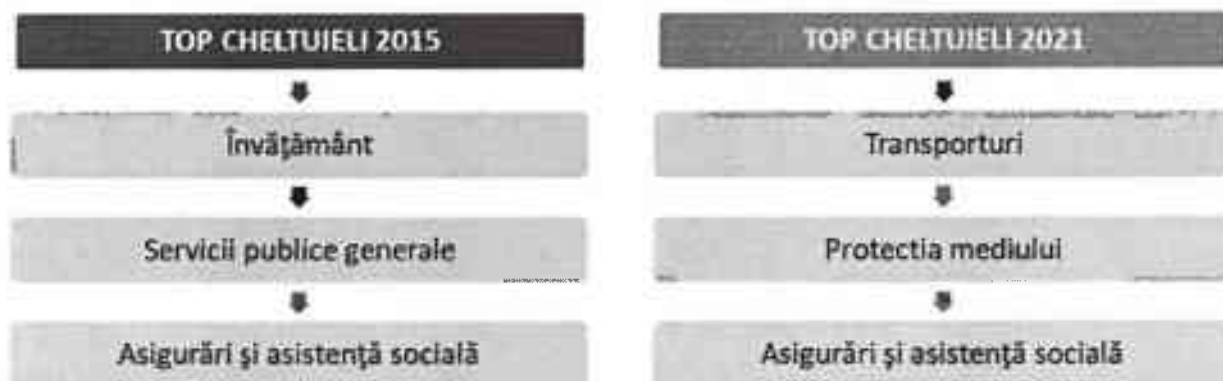 TOP CHELTUIELI 2015
Învăţământ
Servicii publice generale
Asigurări şi asistenţă socială
TOP CHELTUIELI 2021
Transporturi
Protectia mediului
Asigurări şi asistenţă socială